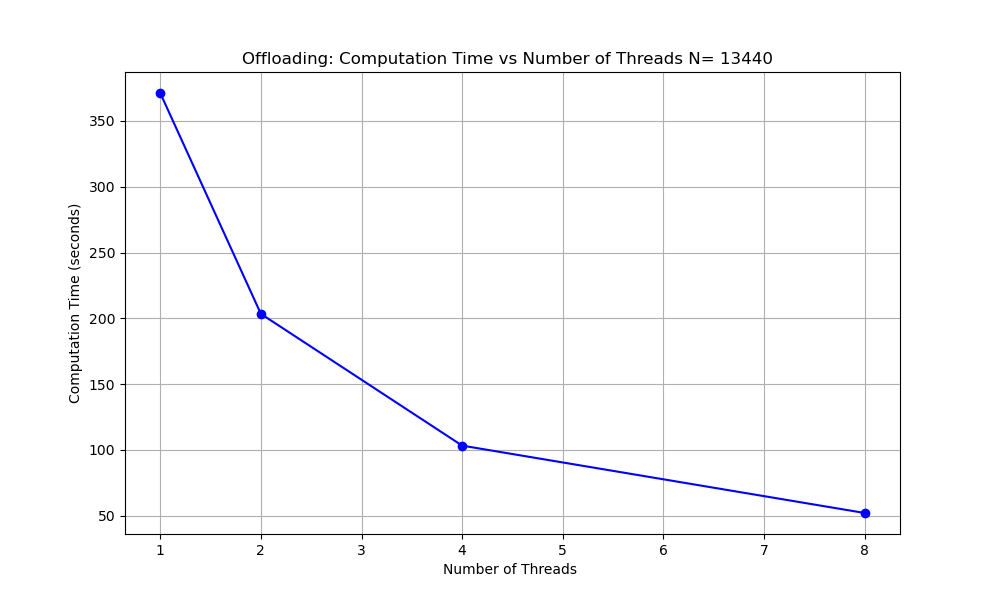 Offloading: Computation Time vs Number of Threads N= 13440
Computation Time (seconds)
350
300
250
200
150
100
50
1 2 3 4 5 6 7 8
Number of Threads